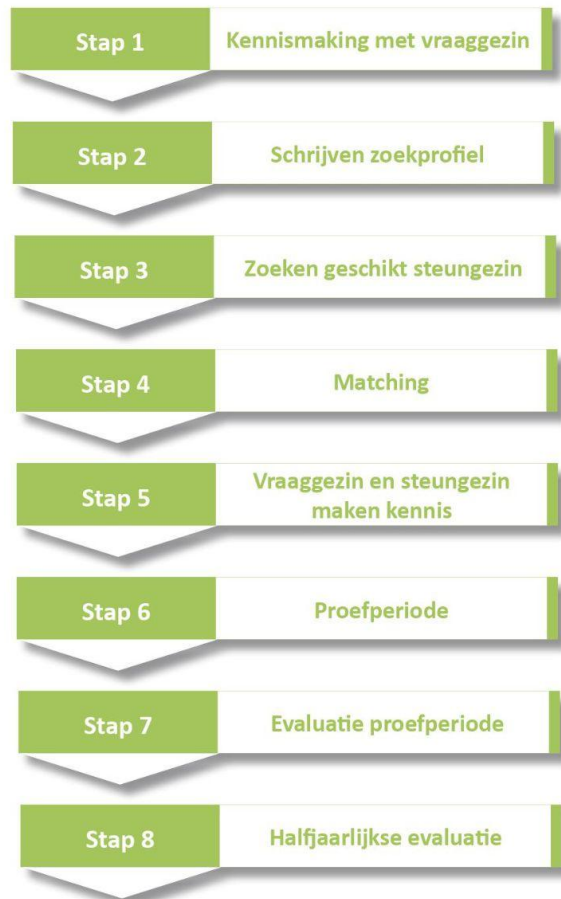 Stap 1
Kennismaking met vraaggezin
Stap 2
Schrijven zoekprofiel
Stap 3
Zoeken geschikt steungezin
Stap 4
Matching
Stap 5
Vraaggezin en steungezin
maken kennis
Stap 6
Proefperiode
Stap 7
Evaluatie proefperiode
Stap 8
Halfjaarlijkse evaluatie